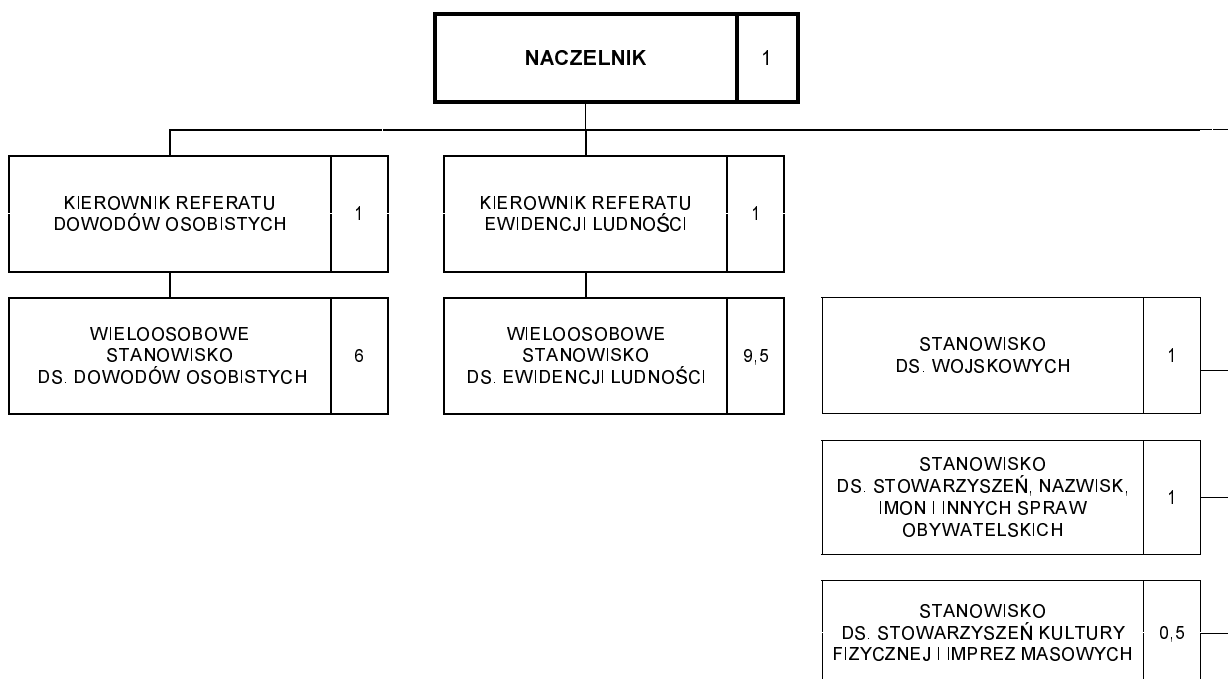 NACZELNIK 1
KIEROWNIK REFERATU
DOWODÓW OSOBISTYCH 1
KIEROWNIK REFERATU
EWIDENCJI LUDNOŚCI 1
WIELOOSOBOWE
STANOWISKO
DS. DOWODÓW OSOBISTYCH 6
WIELOOSOBOWE
STANOWISKO
DS. EWIDENCJI LUDNOŚCI 9,5
STANOWISKO
DS. WOJSKOWYCH 1
STANOWISKO
DS. STOWARZYSZEŃ, NAZWISK,
IMON I INNYCH SPRAW
OBYWATELSKICH 1
STANOWISKO
DS. STOWARZYSZEŃ KULTURY
FIZYCZNEJ I IMPREZ MASOWYCH 0,5